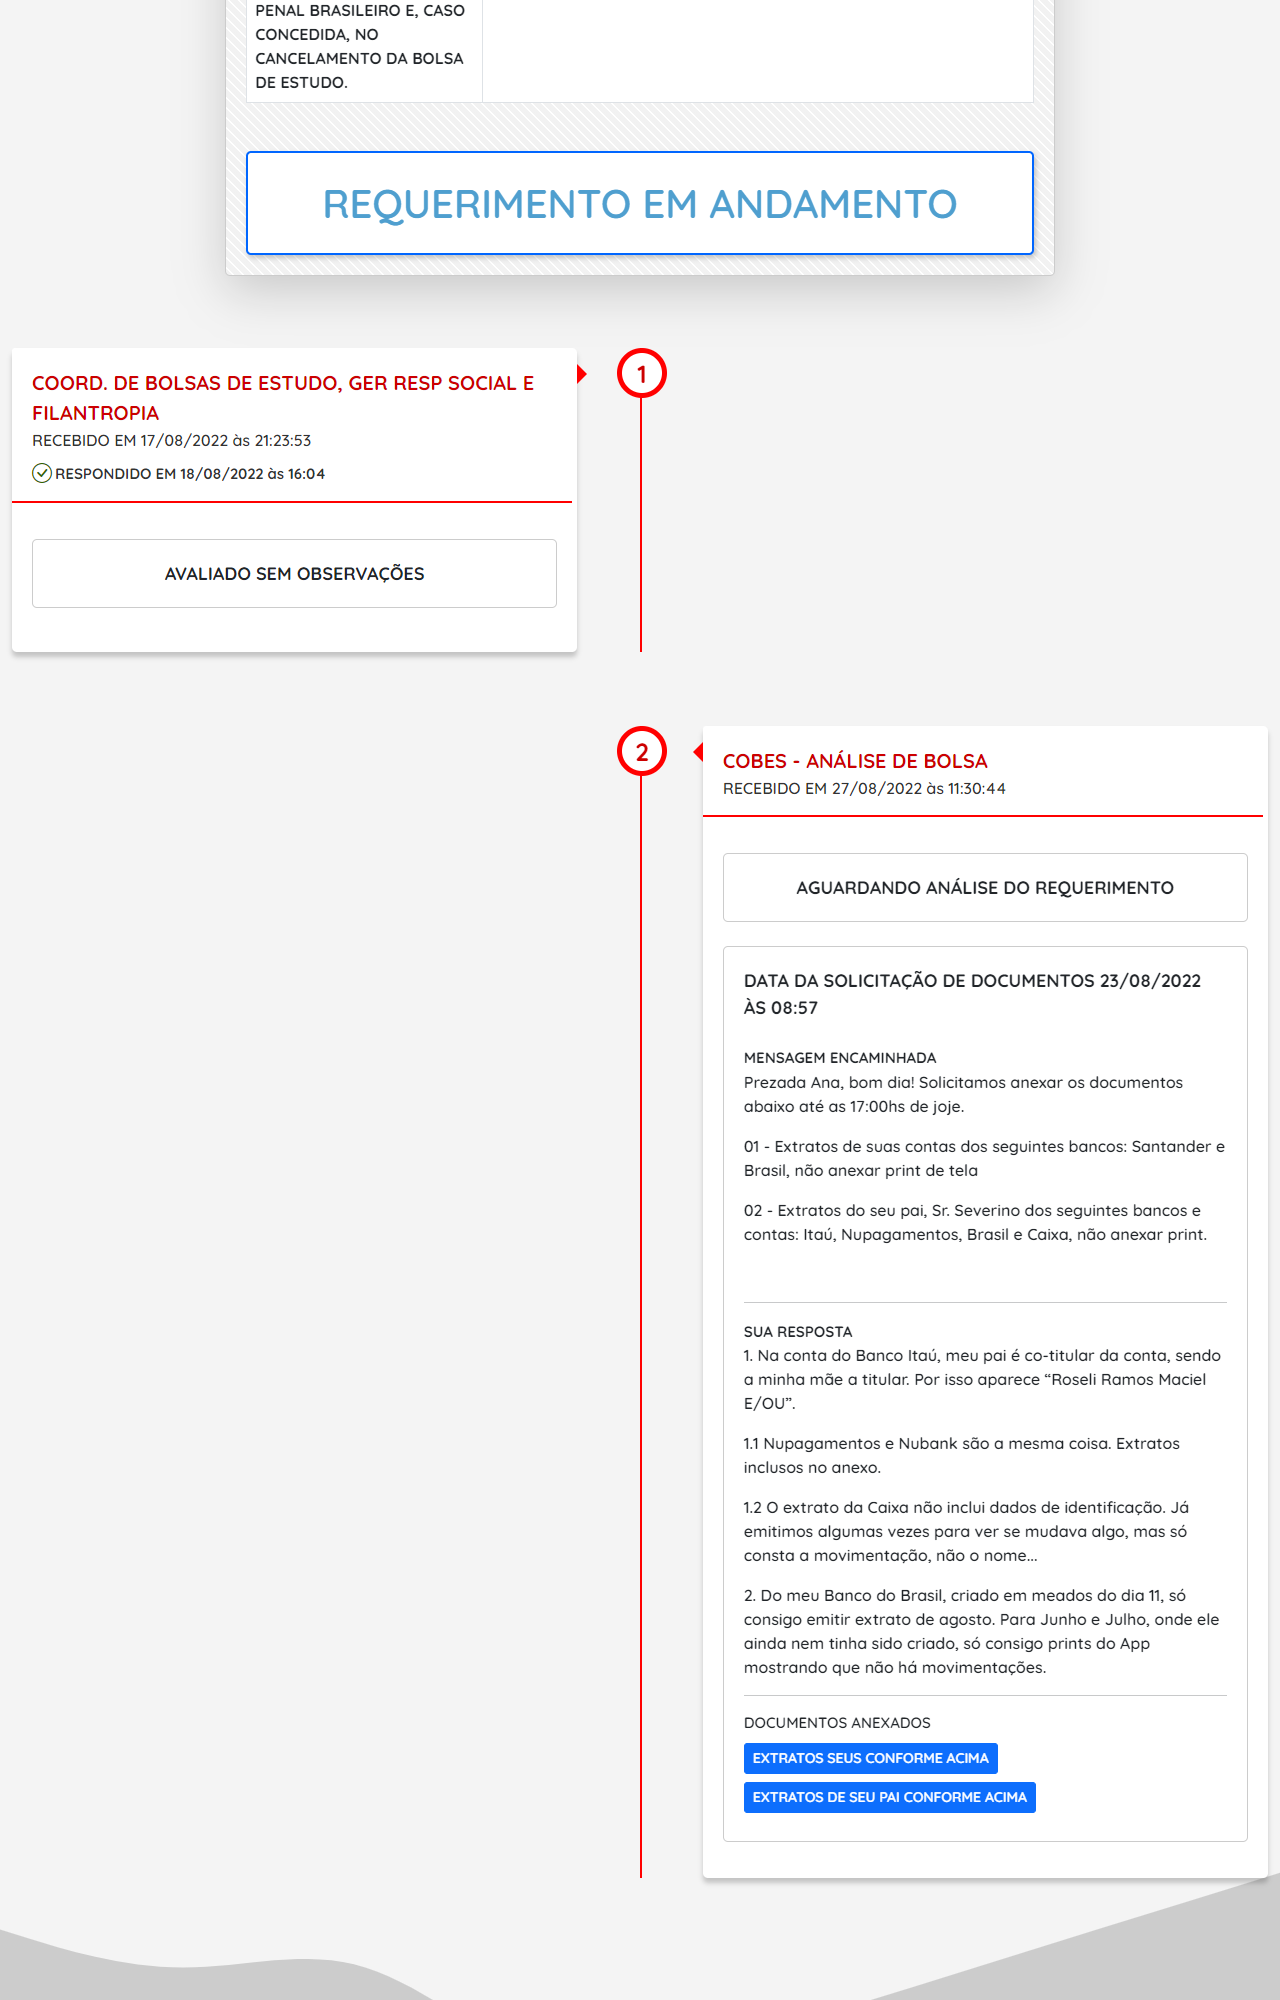 PENAL BRASILEIRO E, CASO
CONCEDIDA, NO
CANCELAMENTO DA BOLSA
DE ESTUDO.
REQUERIMENTO EM ANDAMENTO
COORD. DE BOLSAS DE ESTUDO, GER RESP SOCIAL E
FILANTROPIA
RECEBIDO EM 17/08/2022 às 21:23:53
RESPONDIDO EM 18/08/2022 às 16:04
AVALIADO SEM OBSERVAÇÕES
1
2
COBES - ANÁLISE DE BOLSA
RECEBIDO EM 27/08/2022 às 11:30:44
AGUARDANDO ANÁLISE DO REQUERIMENTO
DATA DA SOLICITAÇÃO DE DOCUMENTOS 23/08/2022
ÀS 08:57
MENSAGEM ENCAMINHADA
Prezada Ana, bom dia! Solicitamos anexar os documentos
abaixo até as 17:00hs de joje.
01 - Extratos de suas contas dos seguintes bancos: Santander e
Brasil, não anexar print de tela
02 - Extratos do seu pai, Sr. Severino dos seguintes bancos e
contas: Itaú, Nupagamentos, Brasil e Caixa, não anexar print.
SUA RESPOSTA
1. Na conta do Banco Itaú, meu pai é co-titular da conta, sendo
a minha mãe a titular. Por isso aparece “Roseli Ramos Maciel
E/OU”.
1.1 Nupagamentos e Nubank são a mesma coisa. Extratos
inclusos no anexo.
1.2 O extrato da Caixa não inclui dados de identificação. Já
emitimos algumas vezes para ver se mudava algo, mas só
consta a movimentação, não o nome...
2. Do meu Banco do Brasil, criado em meados do dia 11, só
consigo emitir extrato de agosto. Para Junho e Julho, onde ele
ainda nem tinha sido criado, só consigo prints do App
mostrando que não há movimentações.
DOCUMENTOS ANEXADOS
EXTRATOS SEUS CONFORME ACIMA
EXTRATOS DE SEU PAI CONFORME ACIMA